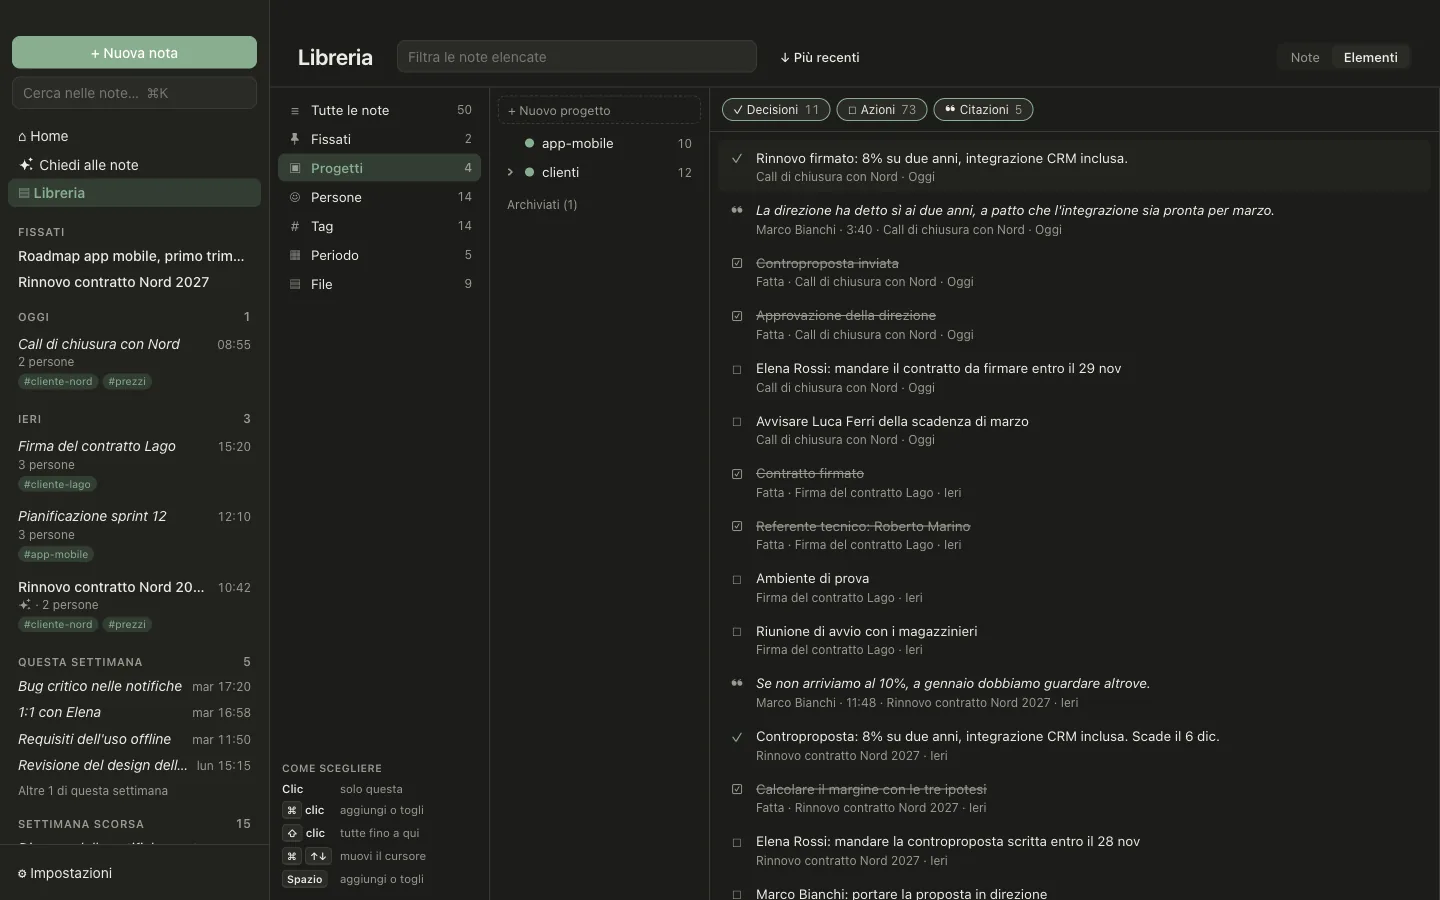 + Nuova nota
Cerca nelle note... ⌘K
Home
Chiedi alle note
Libreria
FISSATI
Roadmap app mobile, primo trim...
Rinnovo contratto Nord 2027
OGGI 1
Call di chiusura con Nord 08:55
2 persone
#cliente-nord #prezzi
IERI 3
Firma del contratto Lago 15:20
3 persone
#cliente-lago
Pianificazione sprint 12 12:10
3 persone
#app-mobile
Rinnovo contratto Nord 20... 10:42
· 2 persone
#cliente-nord #prezzi
QUESTA SETTIMANA 5
Bug critico nelle notifiche mar 17:20
1:1 con Elena mar 16:58
Requisiti dell'uso offline mar 11:50
Revisione del design dell... lun 15:15
Altre 1 di questa settimana
SETTIMANA SCORSA 15
Impostazioni
Libreria
Filtra le note elencate
↓ Più recenti
Note Elementi
Tutte le note 50
Fissati 2
Progetti 4
Persone 14
# Tag 14
Periodo 5
File 9
COME SCEGLIERE
Clic solo questa
⌘ clic aggiungi o togli
⇧ clic tutte fino a qui
⌘ ↑↓ muovi il cursore
Spazio aggiungi o togli
+ Nuovo progetto
app-mobile 10
clienti 12
Archiviati (1)
✓ Decisioni 11
Azioni 73
❝ Citazioni 5
Rinnovo firmato: 8% su due anni, integrazione CRM inclusa.
Call di chiusura con Nord · Oggi
La direzione ha detto sì ai due anni, a patto che l'integrazione sia pronta per marzo.
Marco Bianchi · 3:40 · Call di chiusura con Nord · Oggi
Controproposta inviata
Fatta · Call di chiusura con Nord · Oggi
Approvazione della direzione
Fatta · Call di chiusura con Nord · Oggi
Elena Rossi: mandare il contratto da firmare entro il 29 nov
Call di chiusura con Nord · Oggi
Avvisare Luca Ferri della scadenza di marzo
Call di chiusura con Nord · Oggi
Contratto firmato
Fatta · Firma del contratto Lago · Ieri
Referente tecnico: Roberto Marino
Fatta · Firma del contratto Lago · Ieri
Ambiente di prova
Firma del contratto Lago · Ieri
Riunione di avvio con i magazzinieri
Firma del contratto Lago · Ieri
Se non arriviamo al 10%, a gennaio dobbiamo guardare altrove.
Marco Bianchi · 11:48 · Rinnovo contratto Nord 2027 · Ieri
Controproposta: 8% su due anni, integrazione CRM inclusa. Scade il 6 dic.
Rinnovo contratto Nord 2027 · Ieri
Calcolare il margine con le tre ipotesi
Fatta · Rinnovo contratto Nord 2027 · Ieri
Elena Rossi: mandare la controproposta scritta entro il 28 nov
Rinnovo contratto Nord 2027 · Ieri
Marco Bianchi: portare la proposta in direzione